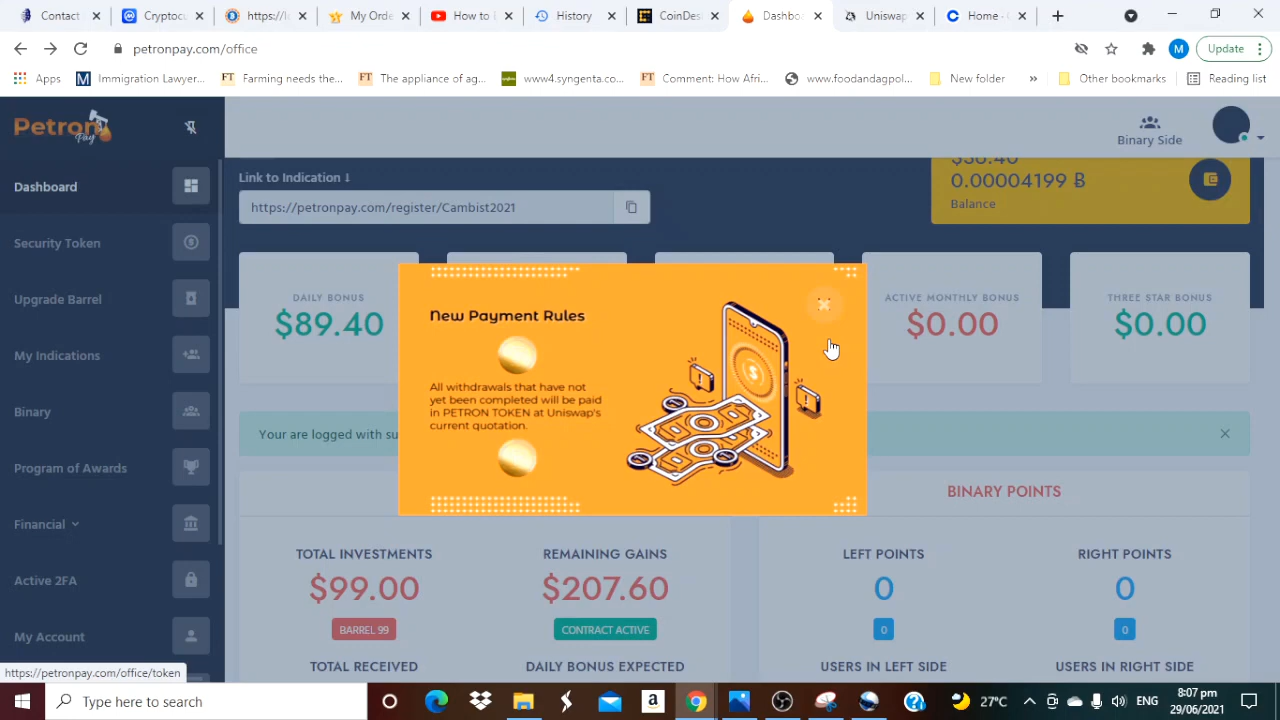 Contact
Cryptoc
https://l
My Orde
How to l
History
CoinDes
Dashbo
Uniswap
Home - C
petronpay.com/office
M
Update
Apps
Immigration Lawyer...
Farming needs the...
The appliance of ag...
www4.syngenta.co...
Comment: How Afri...
www.foodandagpol...
New folder
Other bookmarks
Reading list
Petron
Pay
Binary Side
Dashboard
Security Token
Upgrade Barrel
My Indications
Binary
Program of Awards
Financial
Active 2FA
My Account
Link to Indication
https://petronpay.com/register/Cambist2021
0.00004199 Ƀ
Balance
DAILY BONUS
$89.40
ACTIVE MONTHLY BONUS
$0.00
THREE STAR BONUS
$0.00
New Payment Rules
All withdrawals that have not
yet been completed will be paid
in PETRON TOKEN at Uniswap's
current quotation.
Your are logged with su
BINARY POINTS
TOTAL INVESTMENTS
$99.00
BARREL 99
TOTAL RECEIVED
REMAINING GAINS
$207.60
CONTRACT ACTIVE
DAILY BONUS EXPECTED
LEFT POINTS
0
0
USERS IN LEFT SIDE
RIGHT POINTS
0
0
USERS IN RIGHT SIDE
https://petronpay.com/office/token
Type here to search
27°C
ENG
8:07 pm
29/06/2021